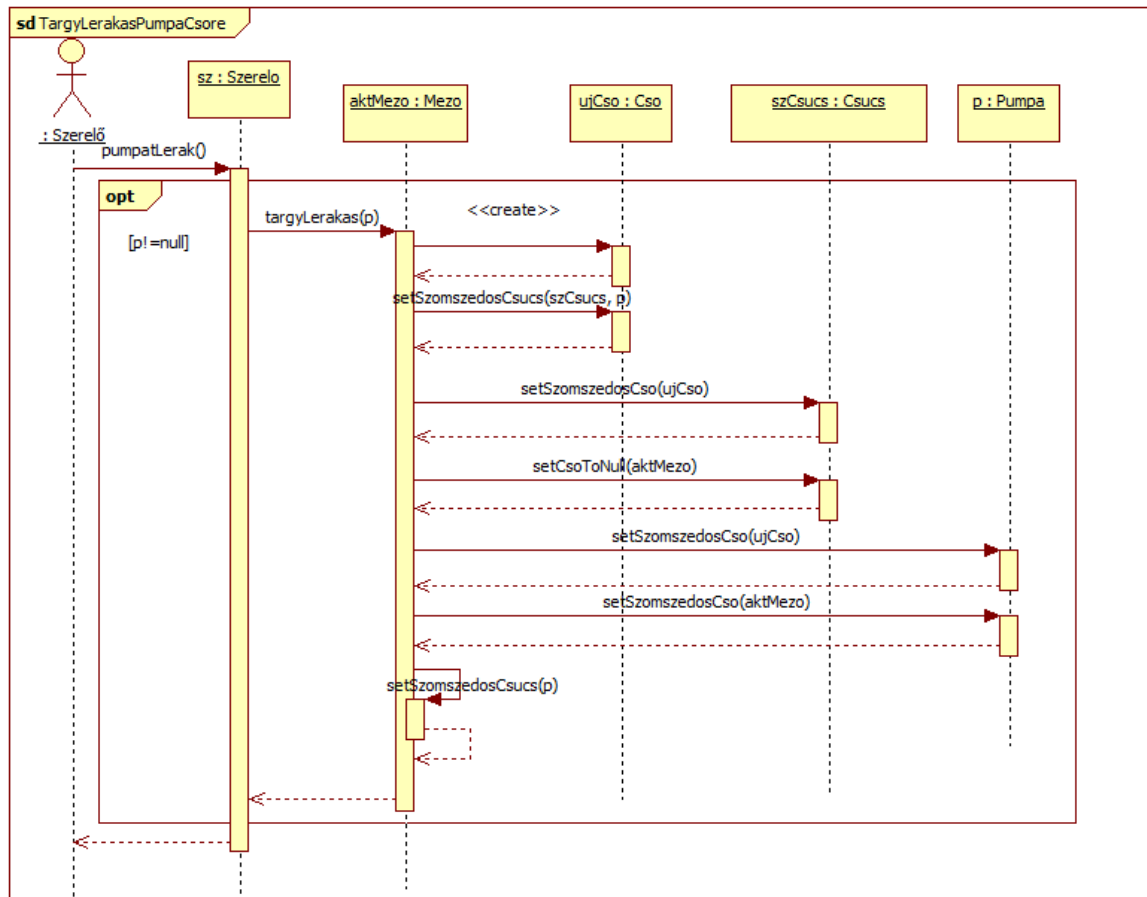 sd TargyLerakasPumpaCsore
sz : Szerelo
aktMezo : Mezo
ujCso : Cso
szCsucs : Csucs
p : Pumpa
: Szerelő
pumpatLerak()
opt
[p!=null]
targyLerakas(p)
<<create>>
setSzomszedosCsucs(szCsucs, p)
setSzomszedosCso(ujCso)
setCsoToNull(aktMezo)
setSzomszedosCso(ujCso)
setSzomszedosCso(aktMezo)
setSzomszedosCsucs(p)